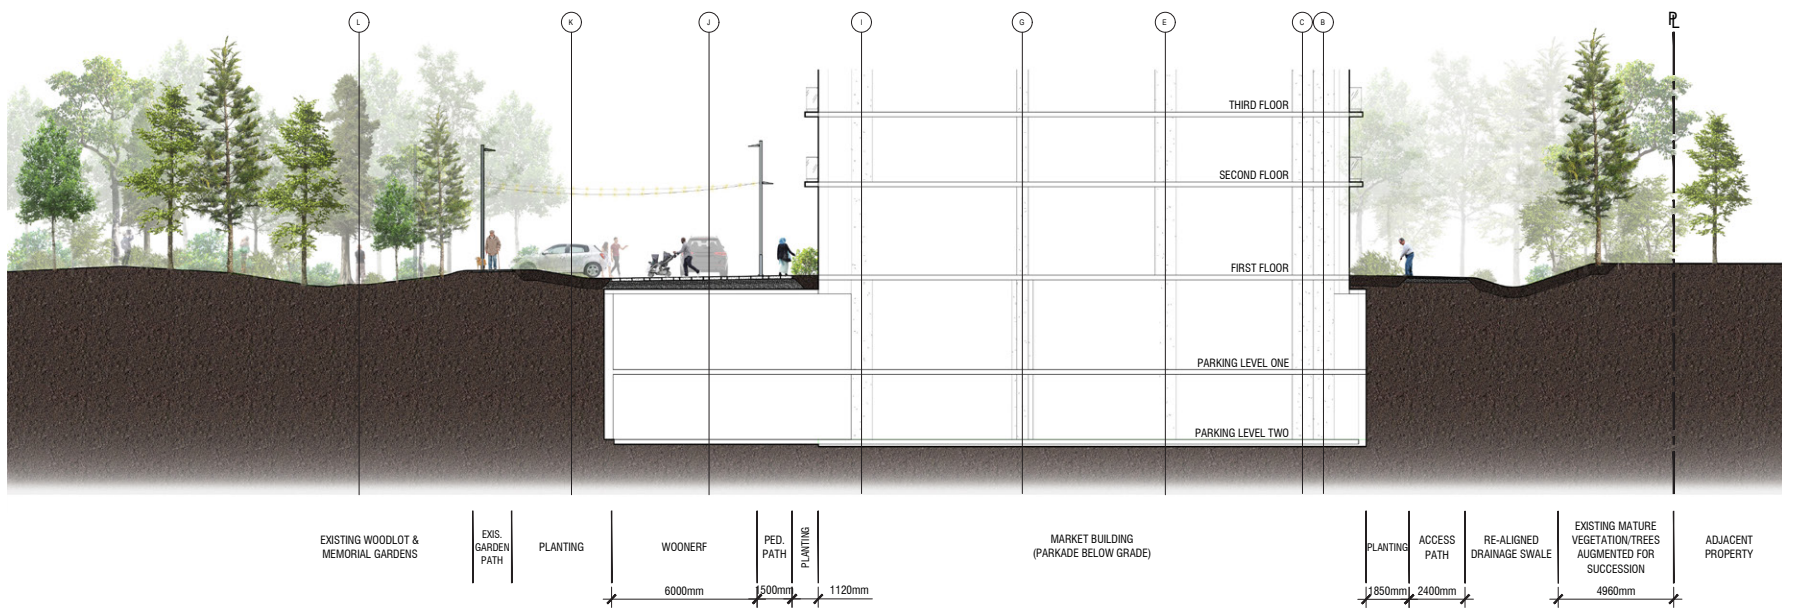 L
K
J
I
G
E
C
B
PL
THIRD FLOOR
SECOND FLOOR
FIRST FLOOR
PARKING LEVEL ONE
PARKING LEVEL TWO
EXISTING WOODLOT &
MEMORIAL GARDENS
EXIS.
GARDEN
PATH
PLANTING
WOONERF
PED.
PATH
PLANTING
MARKET BUILDING
(PARKADE BELOW GRADE)
PLANTING
ACCESS
PATH
RE-ALIGNED
DRAINAGE SWALE
EXISTING MATURE
VEGETATION/TREES
AUGMENTED FOR
SUCCESSION
ADJACENT
PROPERTY
6000mm
1500mm
1120mm
1850mm
2400mm
4960mm